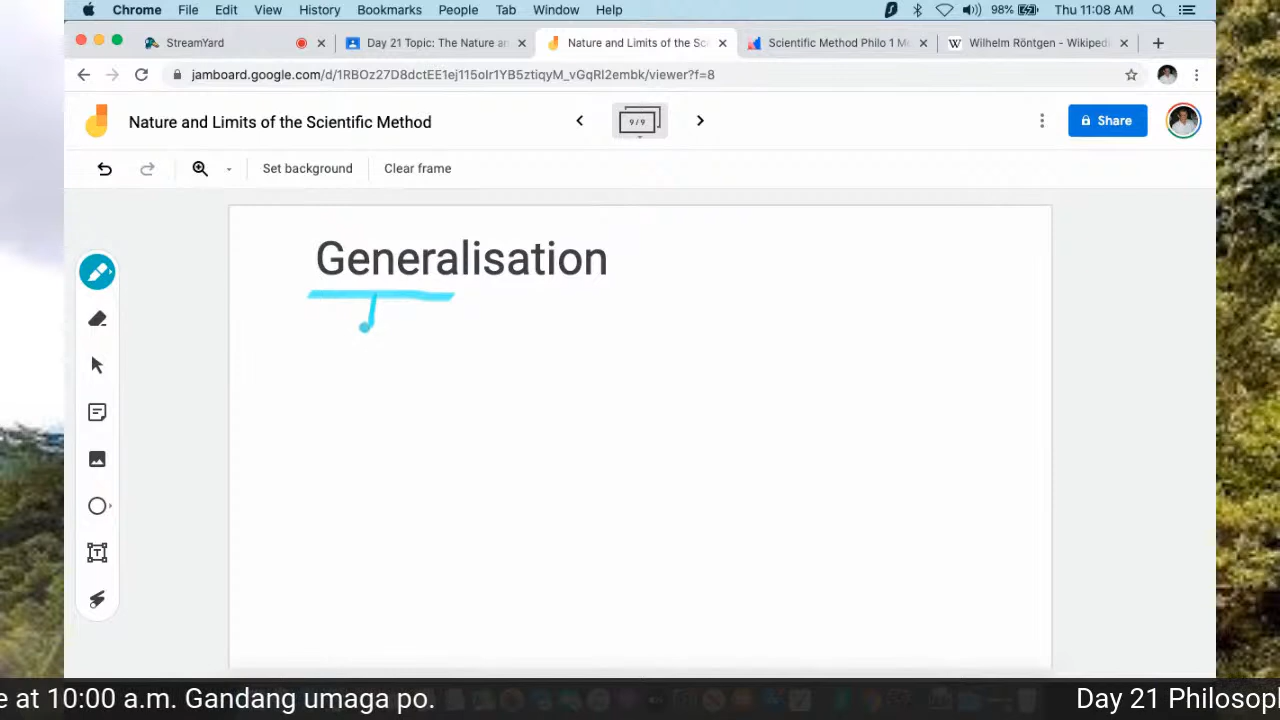 Chrome File Edit View History Bookmarks People Tab Window Help 98% Thu 11:08 AM
StreamYard Day 21 Topic: The Nature an Nature and Limits of the Sc Scientific Method Philo 1 M Wilhelm Röntgen - Wikiped
jamboard.google.com/d/1RBOz27D8dctEE1ej115oIr1YB5ztiqyM_vGqRl2embk/viewer?f=8
Nature and Limits of the Scientific Method 9 / 9 Share
Set background Clear frame
Generalisation
e at 10:00 a.m. Gandang umaga po. Day 21 Philosop